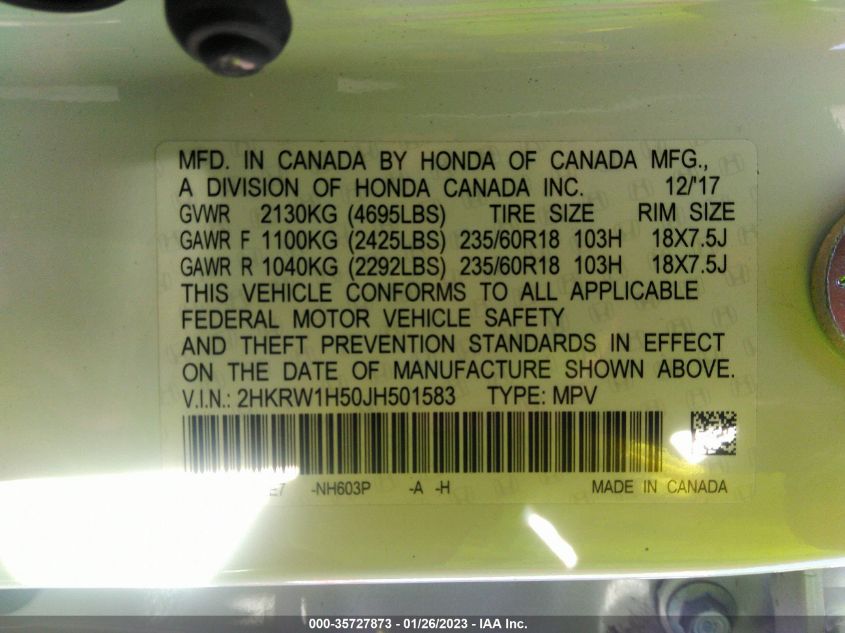 MFD. IN CANADA BY HONDA OF CANADA MFG.,
A DIVISION OF HONDA CANADA INC. 12/'17
GVWR 2130KG (4695LBS) TIRE SIZE RIM SIZE
GAWR F 1100KG (2425LBS) 235/60R18 103H 18X7.5J
GAWR R 1040KG (2292LBS) 235/60R18 103H 18X7.5J
THIS VEHICLE CONFORMS TO ALL APPLICABLE
FEDERAL MOTOR VEHICLE SAFETY
AND THEFT PREVENTION STANDARDS IN EFFECT
ON THE DATE OF MANUFACTURE SHOWN ABOVE.
V.I.N.: 2HKRW1H50JH501583 TYPE: MPV
E7 -NH603P -A -H MADE IN CANADA
000-35727873 - 01/26/2023 - IAA Inc.